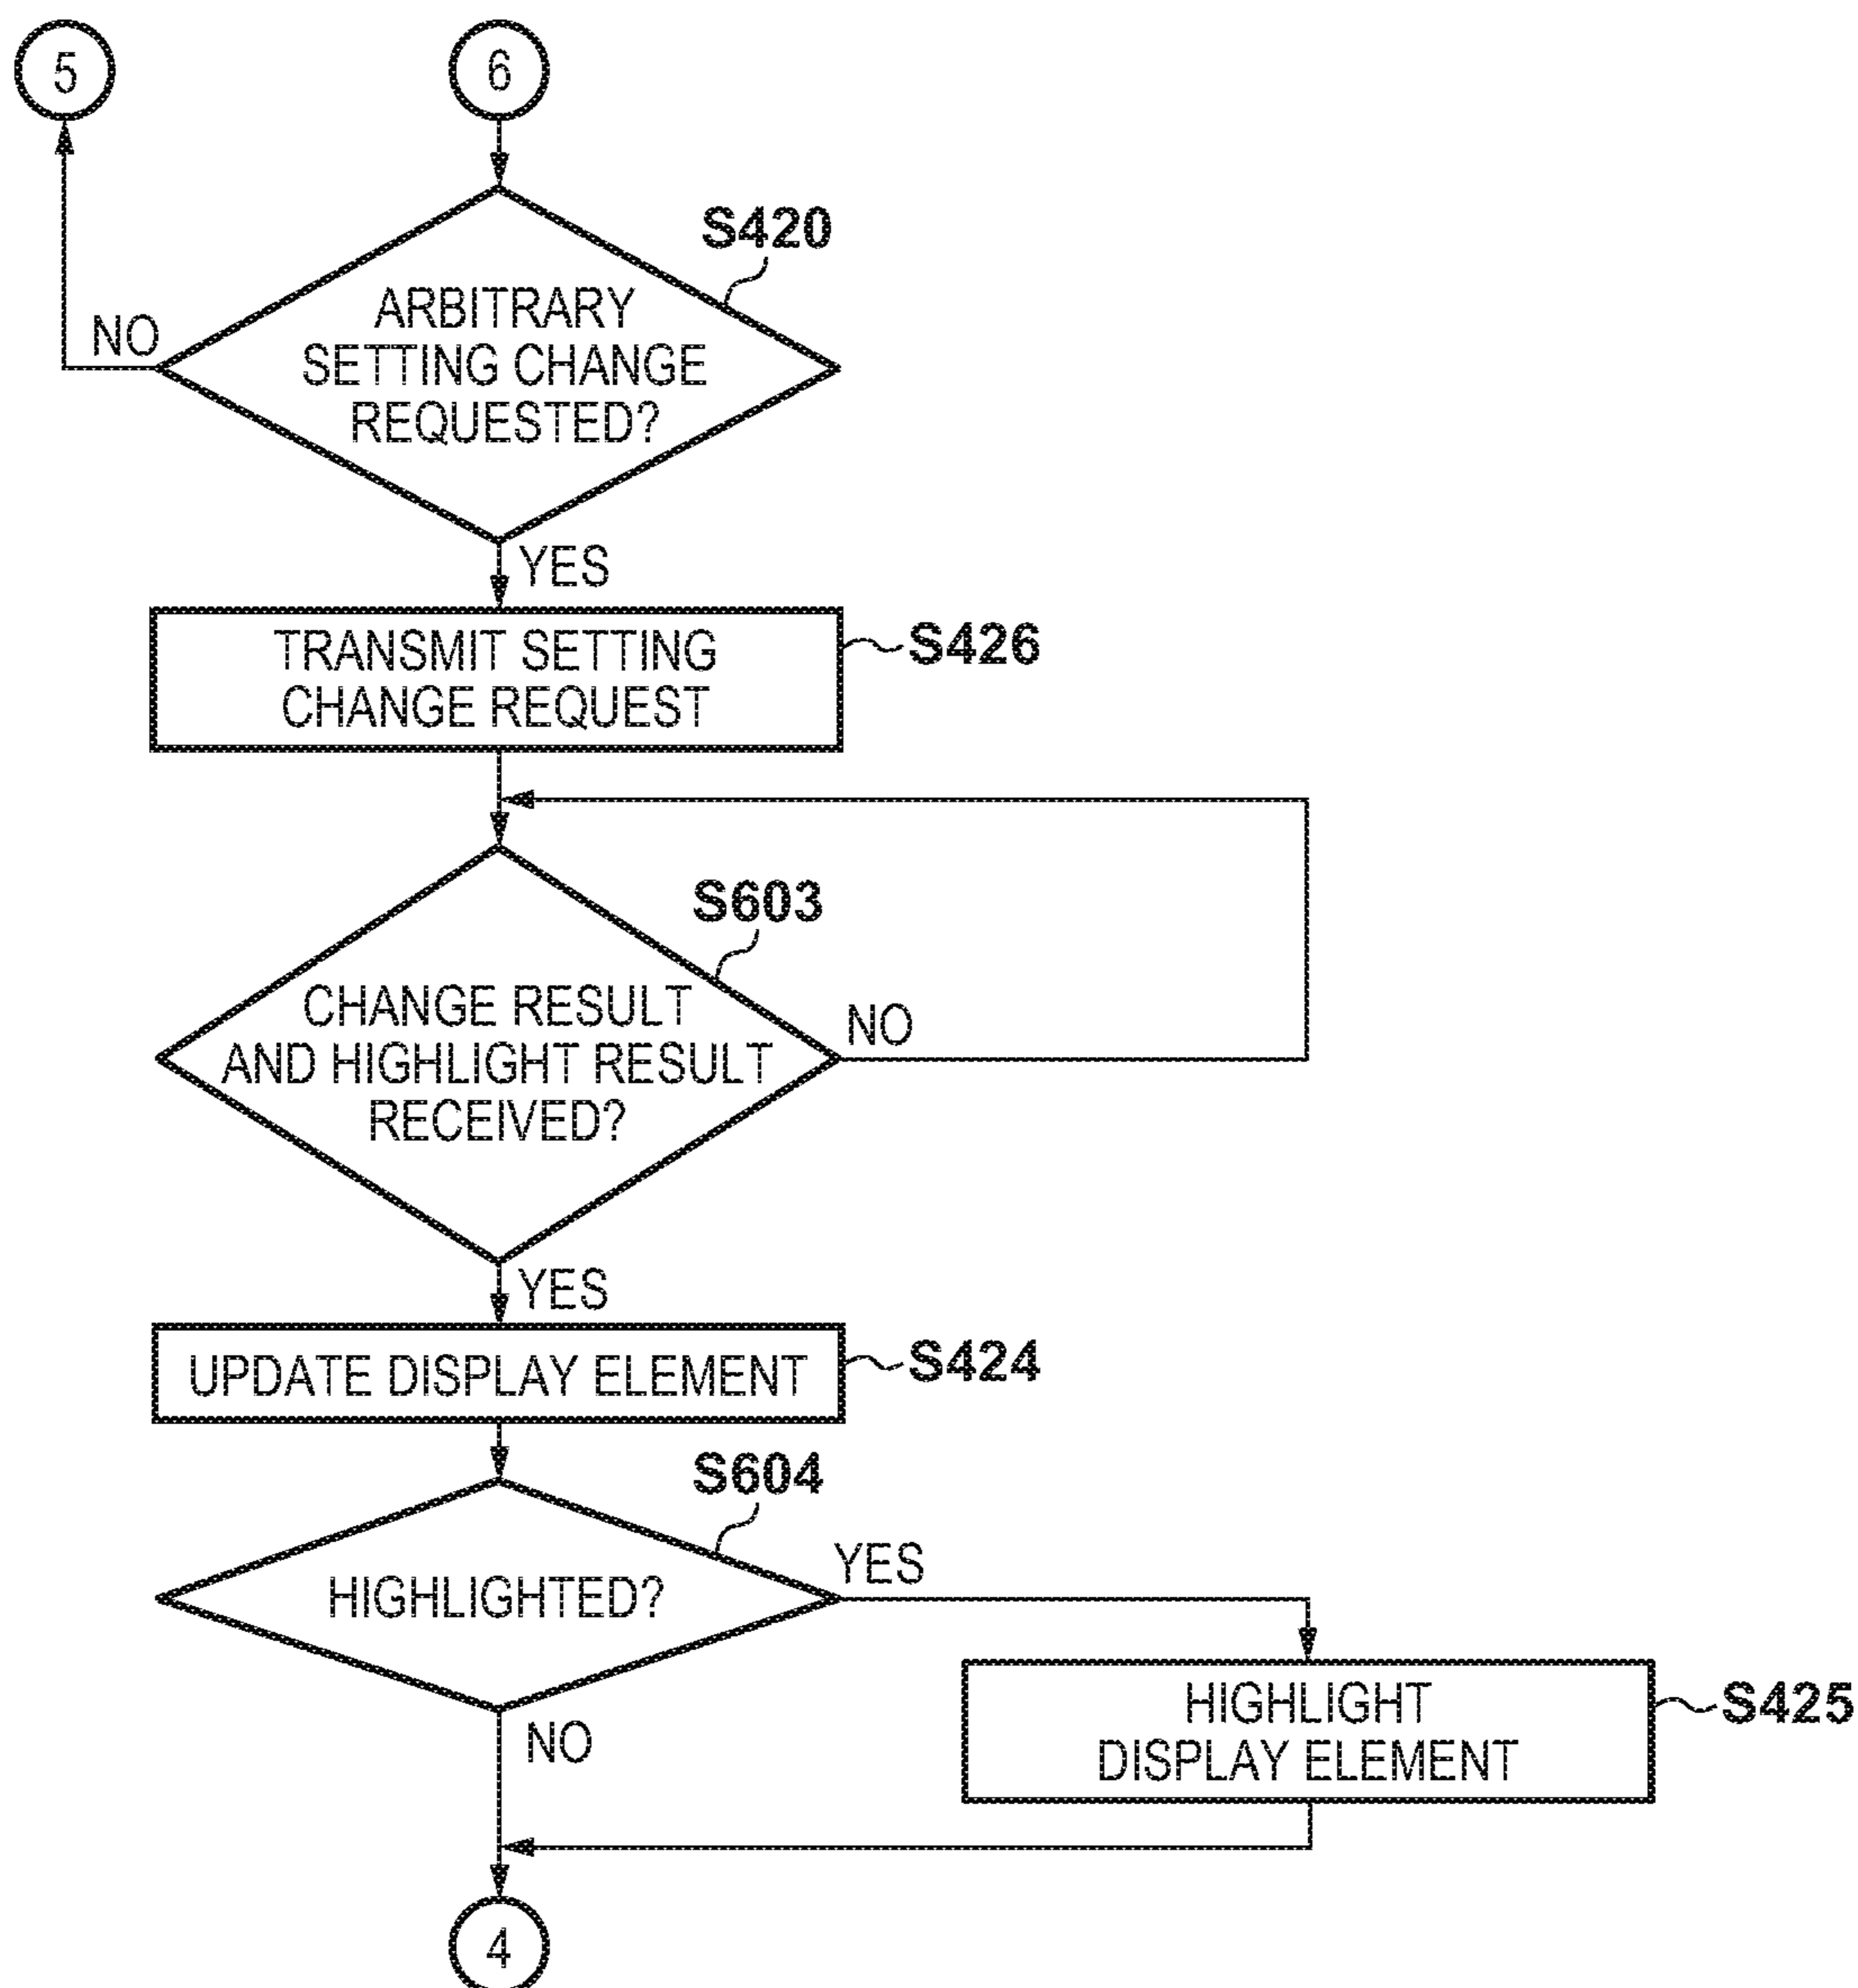 5
6
S420
ARBITRARY
SETTING CHANGE
REQUESTED?
NO
YES
TRANSMIT SETTING
CHANGE REQUEST
S426
S603
CHANGE RESULT
AND HIGHLIGHT RESULT
RECEIVED?
NO
YES
UPDATE DISPLAY ELEMENT
S424
S604
HIGHLIGHTED?
YES
NO
HIGHLIGHT
DISPLAY ELEMENT
S425
4